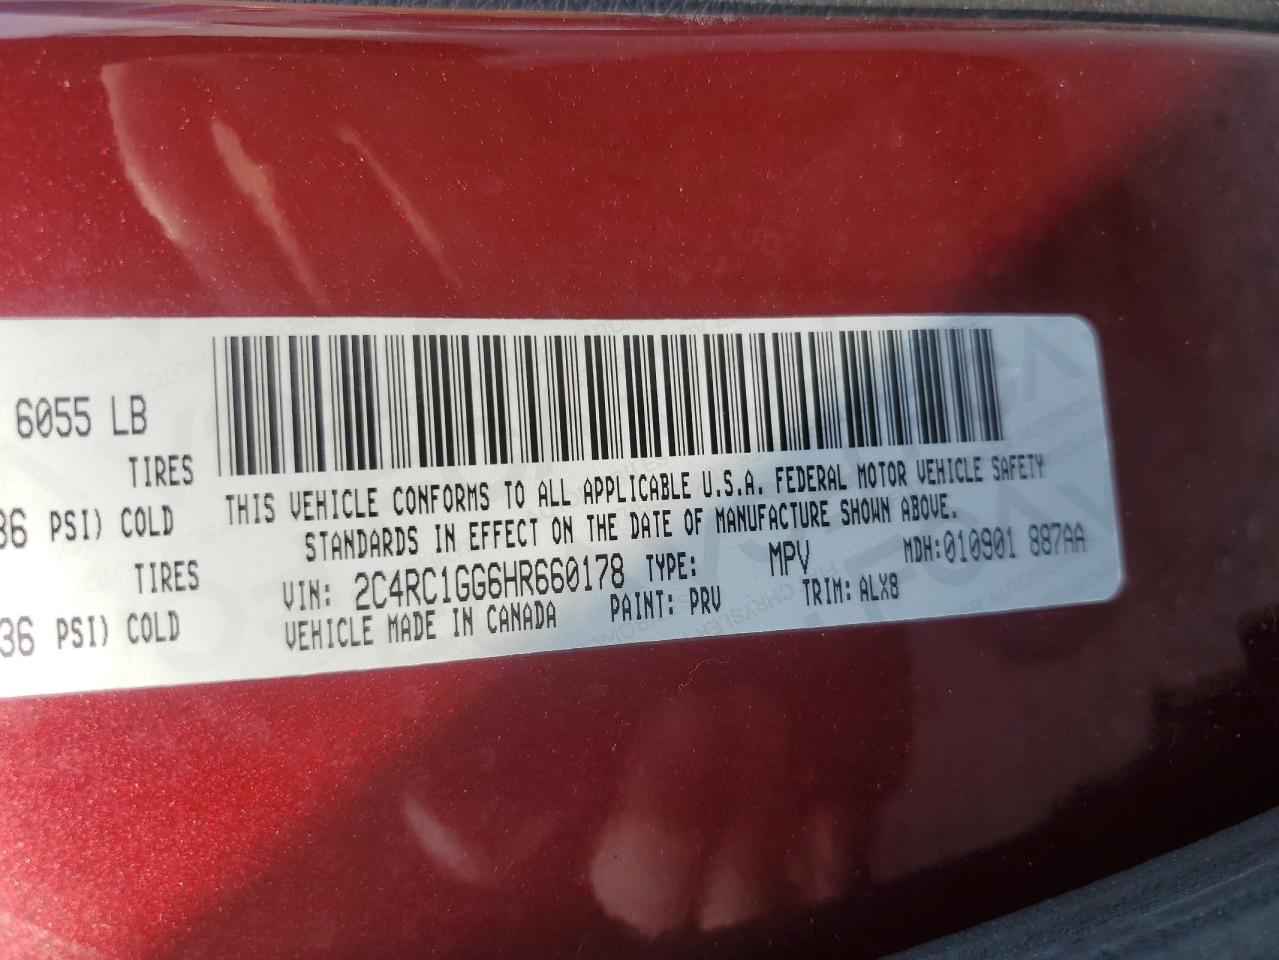 6055 LB
TIRES
36 PSI) COLD
TIRES
36 PSI) COLD
THIS VEHICLE CONFORMS TO ALL APPLICABLE U.S.A. FEDERAL MOTOR VEHICLE SAFETY
STANDARDS IN EFFECT ON THE DATE OF MANUFACTURE SHOWN ABOVE.
VIN: 2C4RC1GG6HR660178 TYPE: MPV MDH:010901 887AA
VEHICLE MADE IN CANADA PAINT: PRV TRIM: ALX8